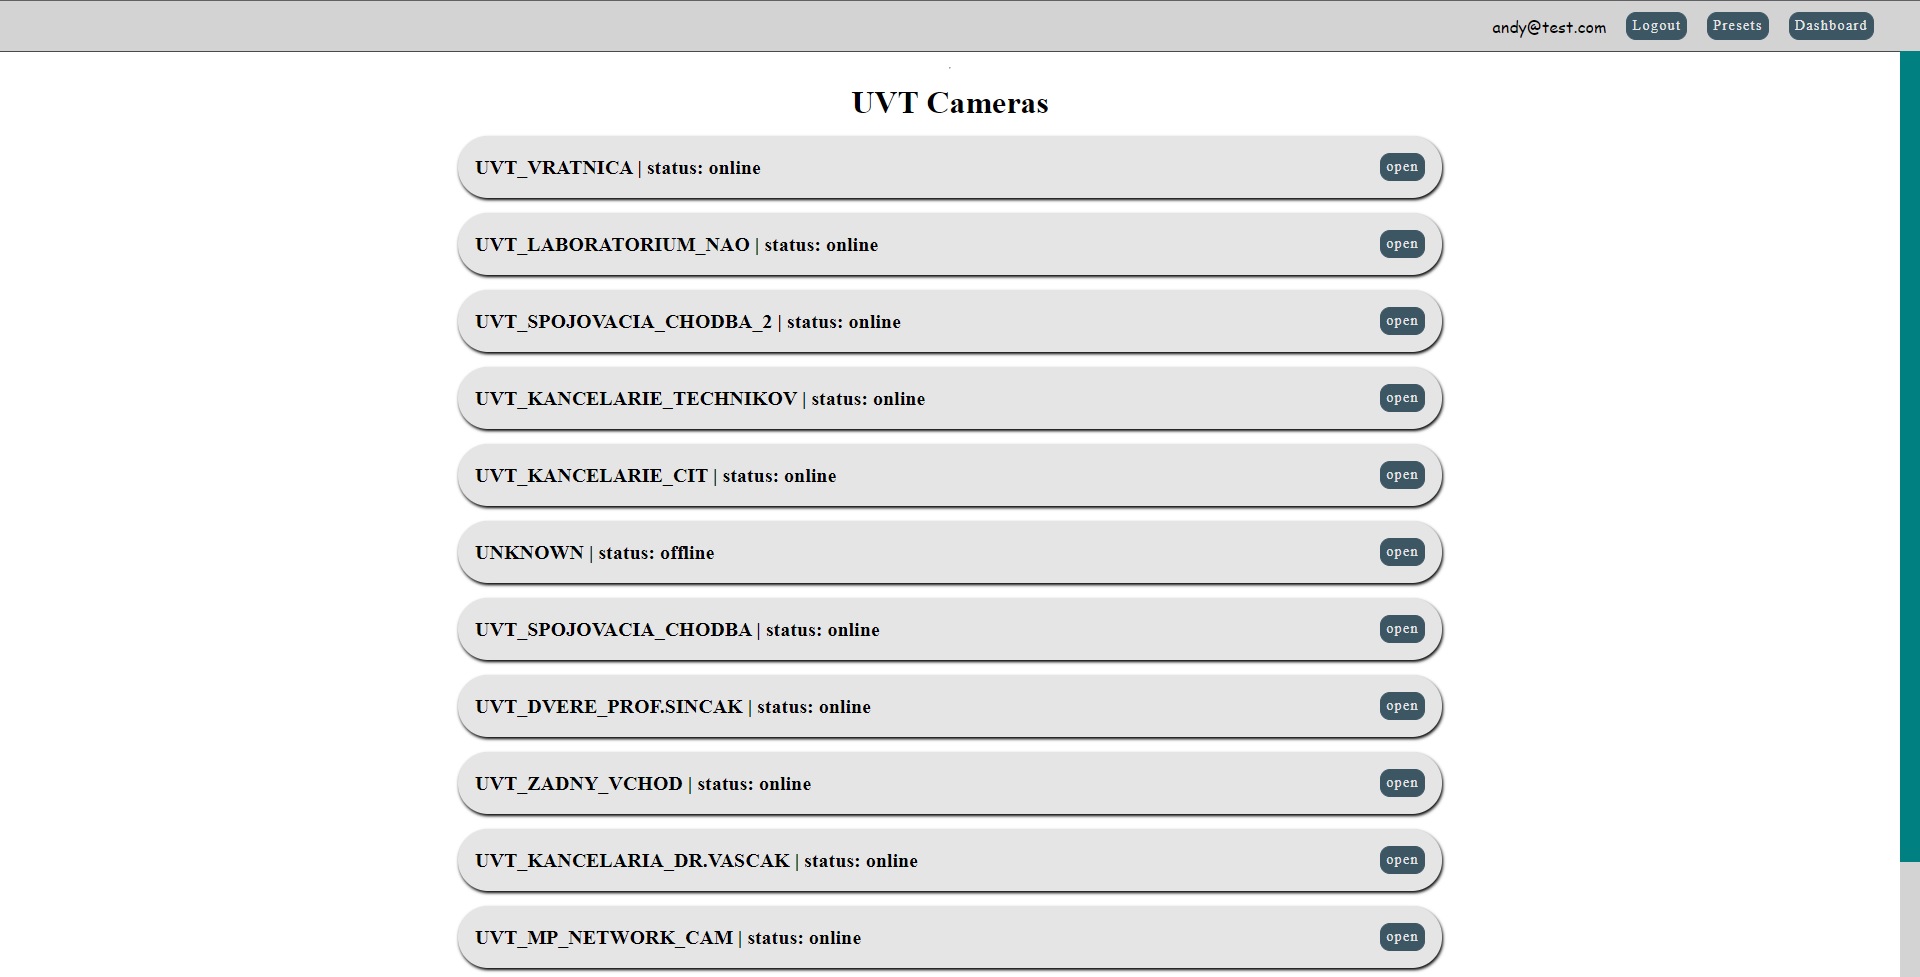 andy@test.com Logout Presets Dashboard
UVT Cameras
UVT_VRATNICA | status: online open
UVT_LABORATORIUM_NAO | status: online open
UVT_SPOJOVACIA_CHODBA_2 | status: online open
UVT_KANCELARIE_TECHNIKOV | status: online open
UVT_KANCELARIE_CIT | status: online open
UNKNOWN | status: offline open
UVT_SPOJOVACIA_CHODBA | status: online open
UVT_DVERE_PROF.SINCAK | status: online open
UVT_ZADNY_VCHOD | status: online open
UVT_KANCELARIA_DR.VASCAK | status: online open
UVT_MP_NETWORK_CAM | status: online open